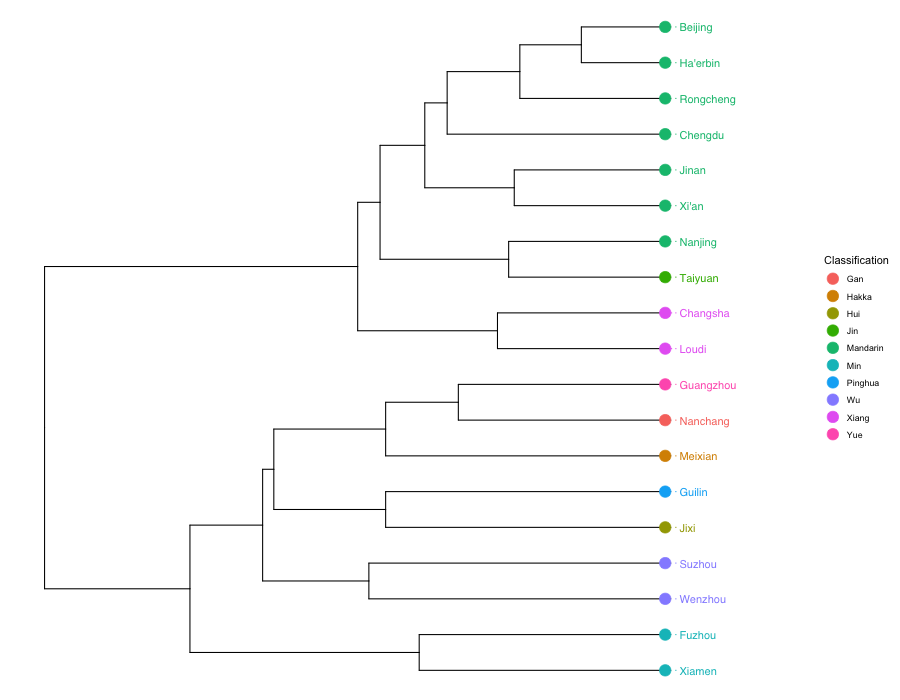 Beijing
Ha'erbin
Rongcheng
Chengdu
Jinan
Xi'an
Nanjing
Taiyuan
Changsha
Loudi
Guangzhou
Nanchang
Meixian
Guilin
Jixi
Suzhou
Wenzhou
Fuzhou
Xiamen
Classification
Gan
Hakka
Hui
Jin
Mandarin
Min
Pinghua
Wu
Xiang
Yue